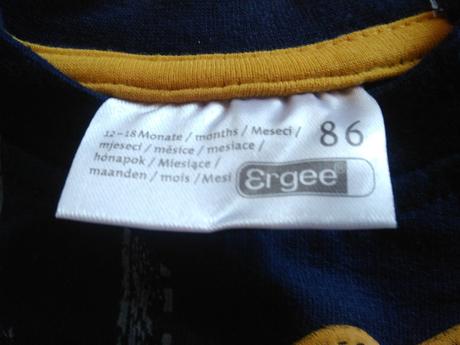 12-18 Monate / months / Meseci /
mjeseci / měsíce / mesiace /
hónapok / Miesiące /
maanden / mois / Mesi
86
Ergee